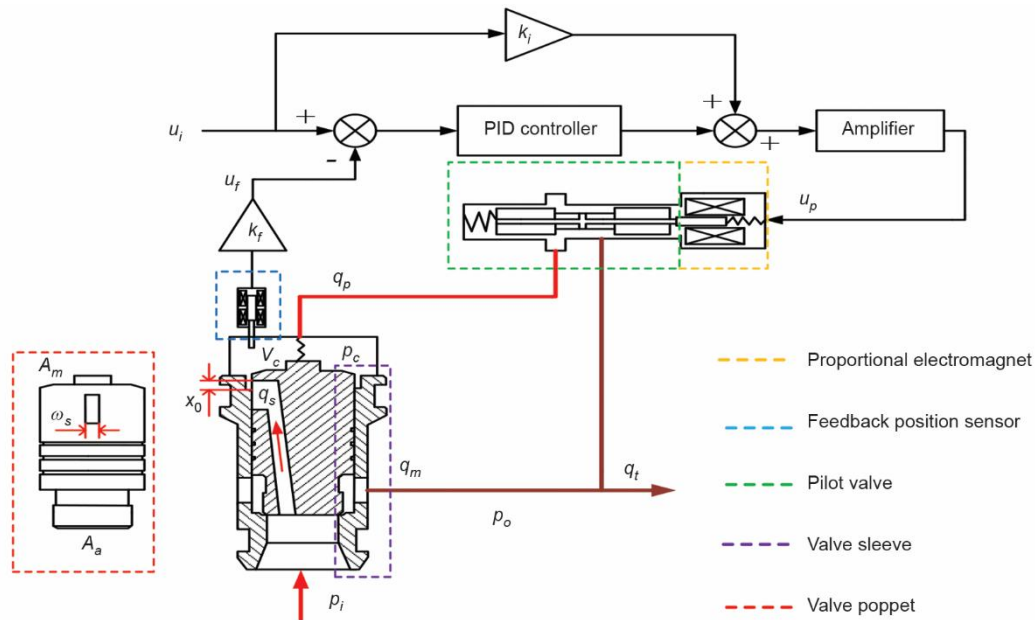 k_i
+
u_i
+
PID controller
+
Amplifier
-
u_f
u_p
k_f
q_p
V_c
p_c
A_m
x_0
q_s
ω_s
q_m
q_t
p_o
A_a
p_i
Proportional electromagnet
Feedback position sensor
Pilot valve
Valve sleeve
Valve poppet